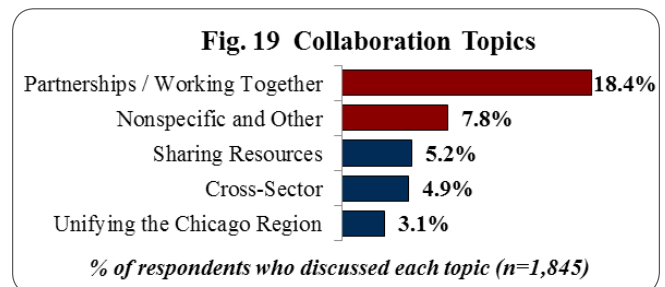 Fig. 19 Collaboration Topics
Partnerships / Working Together 18.4%
Nonspecific and Other 7.8%
Sharing Resources 5.2%
Cross-Sector 4.9%
Unifying the Chicago Region 3.1%
% of respondents who discussed each topic (n=1,845)